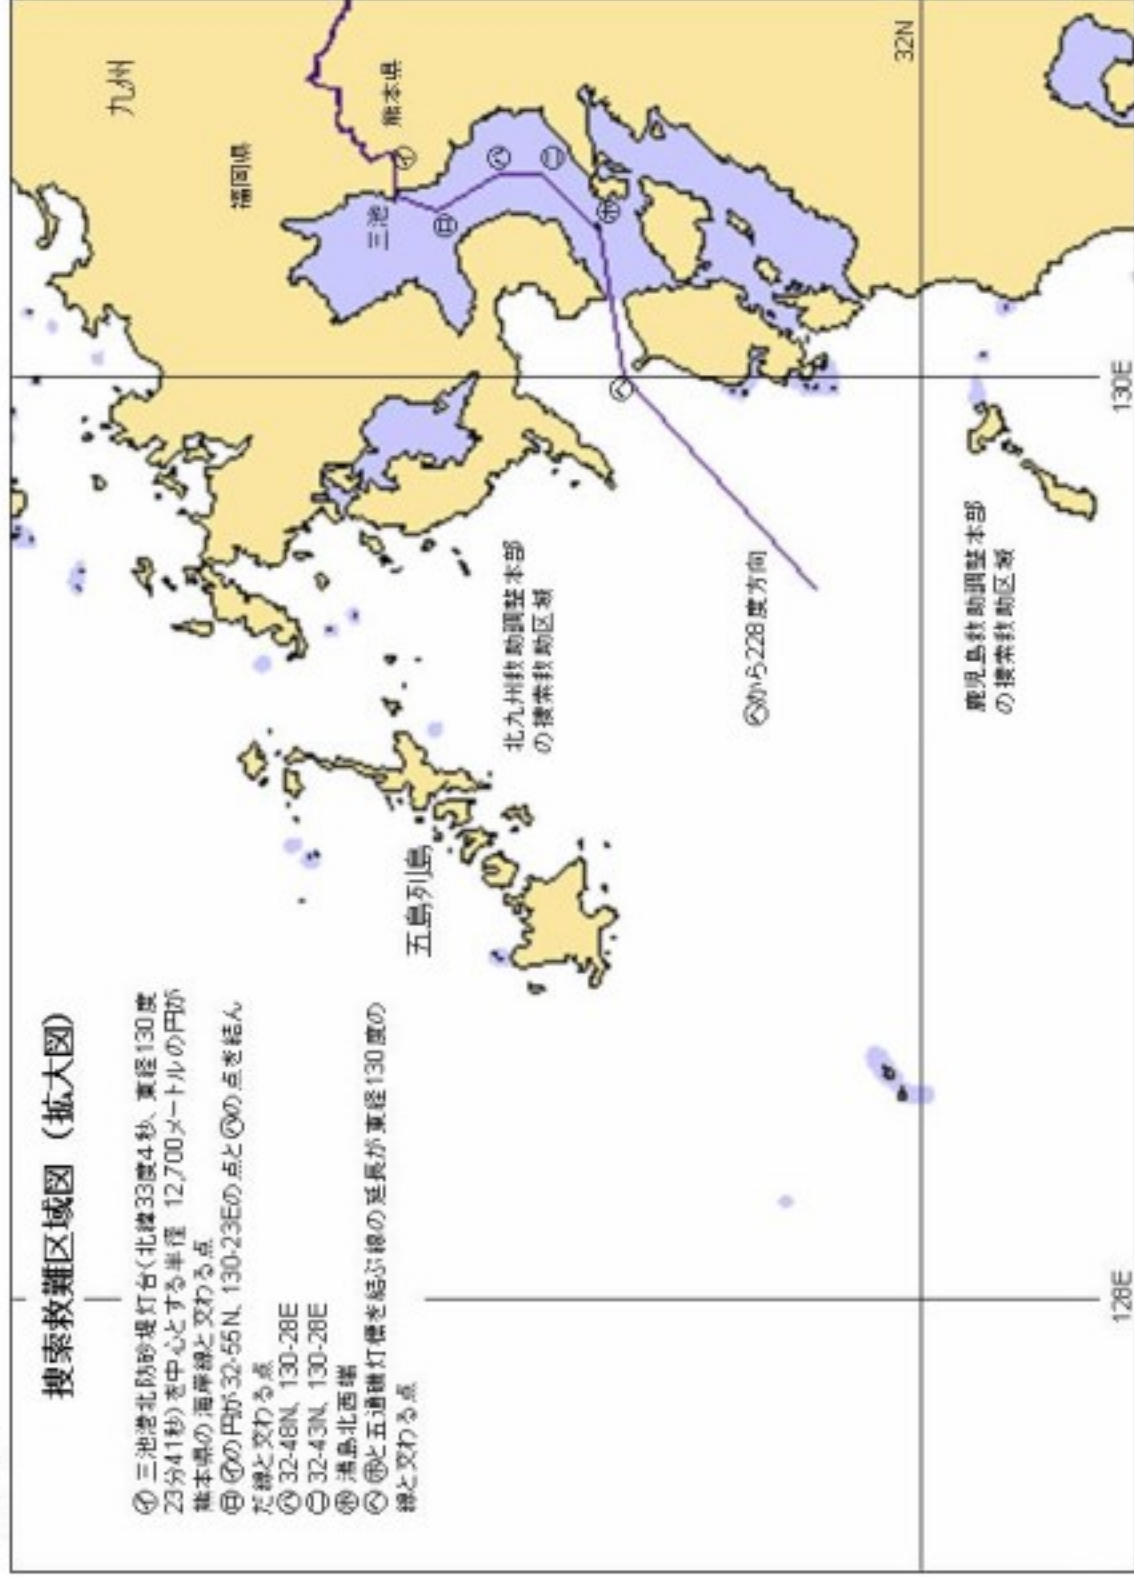 捜索救難区域図（拡大図）
㋑ 三池港北防砂堤灯台(北緯33度4秒、東経130度
23分41秒)を中心とする半径 12,700メートルの円が
熊本県の海岸線と交わる点
㋺ ㋑の円が32-55N、130-23Eの点と㋩の点を結ん
だ線と交わる点
㋩ 32-48N、130-28E
㋥ 32-43N、130-28E
㋭ 湯島北西端
㋬ ㋭と五通礁灯標を結ぶ線の延長が東経130度の
線と交わる点
九州
福岡県
熊本県
三池
㋑
㋺
㋩
㋥
㋭
㋬
五島列島
北九州救助調整本部
の捜索救助区域
㋬から228度方向
鹿児島救助調整本部
の捜索救助区域
32N
128E
130E